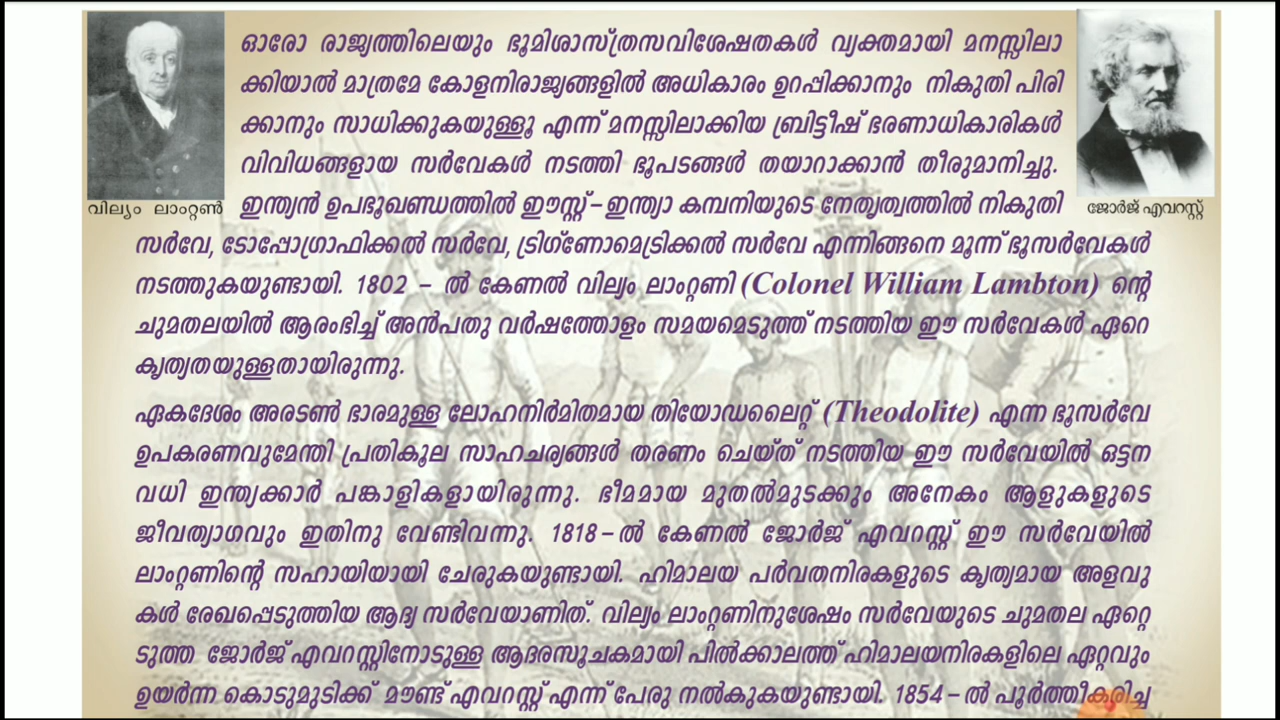 ഓരോ രാജ്യത്തിലെയും ഭൂമിശാസ്ത്രസവിശേഷതകൾ വ്യക്തമായി മനസ്സിലാ
ക്കിയാൽ മാത്രമേ കോളനിരാജ്യങ്ങളിൽ അധികാരം ഉറപ്പിക്കാനും നികുതി പിരി
ക്കാനും സാധിക്കുകയുള്ളൂ എന്ന് മനസ്സിലാക്കിയ ബ്രിട്ടീഷ് ഭരണാധികാരികൾ
വിവിധങ്ങളായ സർവേകൾ നടത്തി ഭൂപടങ്ങൾ തയാറാക്കാൻ തീരുമാനിച്ചു.
വില്യം ലാംറ്റൺ
ഇന്ത്യൻ ഉപഭൂഖണ്ഡത്തിൽ ഈസ്റ്റ് – ഇന്ത്യാ കമ്പനിയുടെ നേതൃത്വത്തിൽ നികുതി
ജോർജ് എവറസ്റ്റ്
സർവേ, ടോപ്പോഗ്രാഫിക്കൽ സർവേ, ട്രിഗ്ണോമെട്രിക്കൽ സർവേ എന്നിങ്ങനെ മൂന്ന് ഭൂസർവേകൾ
നടത്തുകയുണ്ടായി. 1802 – ൽ കേണൽ വില്യം ലാംറ്റണി (Colonel William Lambton) ന്റെ
ചുമതലയിൽ ആരംഭിച്ച് അൻപതു വർഷത്തോളം സമയമെടുത്ത് നടത്തിയ ഈ സർവേകൾ ഏറെ
കൃത്യതയുള്ളതായിരുന്നു.
ഏകദേശം അരടൺ ഭാരമുള്ള ലോഹനിർമിതമായ തിയോഡലൈറ്റ് (Theodolite) എന്ന ഭൂസർവേ
ഉപകരണവുമേന്തി പ്രതികൂല സാഹചര്യങ്ങൾ തരണം ചെയ്ത് നടത്തിയ ഈ സർവേയിൽ ഒട്ടന
വധി ഇന്ത്യക്കാർ പങ്കാളികളായിരുന്നു. ഭീമമായ മുതൽമുടക്കും അനേകം ആളുകളുടെ
ജീവത്യാഗവും ഇതിനു വേണ്ടിവന്നു. 1818 – ൽ കേണൽ ജോർജ് എവറസ്റ്റ് ഈ സർവേയിൽ
ലാംറ്റണിന്റെ സഹായിയായി ചേരുകയുണ്ടായി. ഹിമാലയ പർവതനിരകളുടെ കൃത്യമായ അളവു
കൾ രേഖപ്പെടുത്തിയ ആദ്യ സർവേയാണിത്. വില്യം ലാംറ്റണിനുശേഷം സർവേയുടെ ചുമതല ഏറ്റെ
ടുത്ത ജോർജ് എവറസ്റ്റിനോടുള്ള ആദരസൂചകമായി പിൽക്കാലത്ത് ഹിമാലയനിരകളിലെ ഏറ്റവും
ഉയർന്ന കൊടുമുടിക്ക് മൗണ്ട് എവറസ്റ്റ് എന്ന് പേരു നൽകുകയുണ്ടായി. 1854 – ൽ പൂർത്തീകരിച്ച